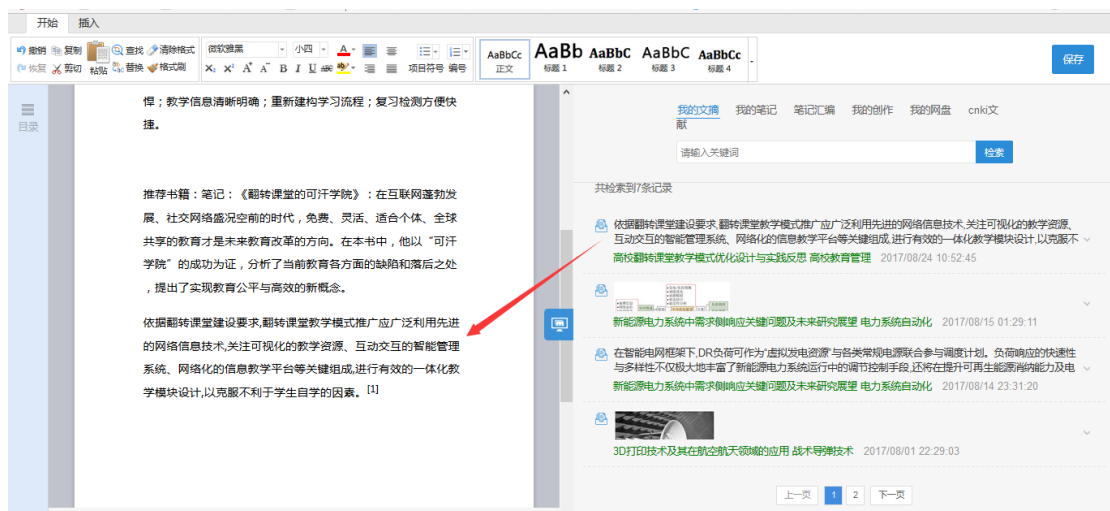 开始 插入
撤销 复制 查找 清除格式 微软雅黑 小四 A AaBbCc AaBb AaBbC AaBbC AaBbCc 保存
恢复 剪切 粘贴 替换 格式刷 X₂ X² A A B I U abc 项目符号 编号 正文 标题 1 标题 2 标题 3 标题 4
目录
悍；教学信息清晰明确；重新建构学习流程；复习检测方便快
捷。
推荐书籍：笔记：《翻转课堂的可汗学院》：在互联网蓬勃发
展、社交网络盛况空前的时代，免费、灵活、适合个体、全球
共享的教育才是未来教育改革的方向。在本书中，他以“可汗
学院”的成功为证，分析了当前教育各方面的缺陷和落后之处
，提出了实现教育公平与高效的新概念。
依据翻转课堂建设要求,翻转课堂教学模式推广应广泛利用先进
的网络信息技术,关注可视化的教学资源、互动交互的智能管理
系统、网络化的信息教学平台等关键组成,进行有效的一体化教
学模块设计,以克服不利于学生自学的因素。[1]
我的文摘 我的笔记 笔记汇编 我的创作 我的网盘 cnki文
献
请输入关键词 检索
共检索到7条记录
依据翻转课堂建设要求,翻转课堂教学模式推广应广泛利用先进的网络信息技术,关注可视化的教学资源、
互动交互的智能管理系统、网络化的信息教学平台等关键组成,进行有效的一体化教学模块设计,以克服不
高校翻转课堂教学模式优化设计与实践反思 高校教育管理 2017/08/24 10:52:45
新能源电力系统中需求侧响应关键问题及未来研究展望 电力系统自动化 2017/08/15 01:29:11
在智能电网框架下,DR负荷可作为“虚拟发电资源”与各类常规电源联合参与调度计划。负荷响应的快速性
与多样性不仅极大地丰富了新能源电力系统运行中的调节控制手段,还将在提升可再生能源消纳能力及电
新能源电力系统中需求侧响应关键问题及未来研究展望 电力系统自动化 2017/08/14 23:31:20
3D打印技术及其在航空航天领域的应用 战术导弹技术 2017/08/01 22:29:03
上一页 1 2 下一页